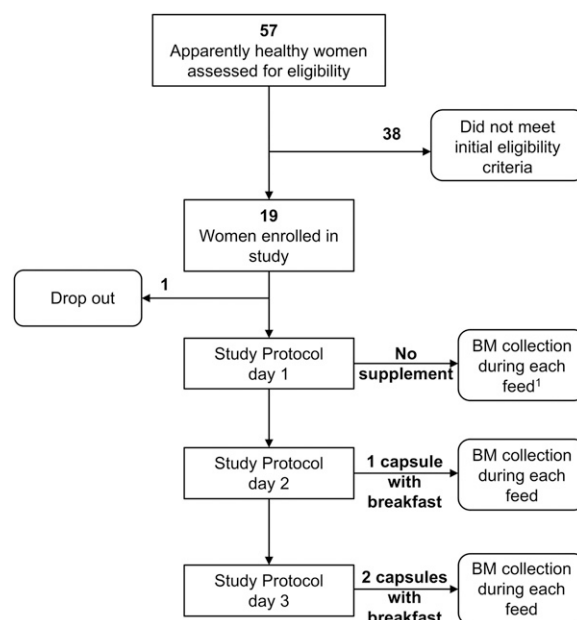 57
Apparently healthy women
assessed for eligibility
38
Did not meet
initial eligibility
criteria
19
Women enrolled in
study
1
Drop out
Study Protocol
day 1
No
supplement
BM collection
during each
feed¹
Study Protocol
day 2
1 capsule
with
breakfast
BM collection
during each
feed
Study Protocol
day 3
2 capsules
with
breakfast
BM collection
during each
feed